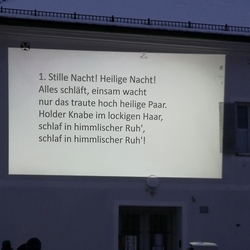 1. Stille Nacht! Heilige Nacht!
Alles schläft, einsam wacht
nur das traute hoch heilige Paar.
Holder Knabe im lockigen Haar,
schlaf in himmlischer Ruh',
schlaf in himmlischer Ruh'!